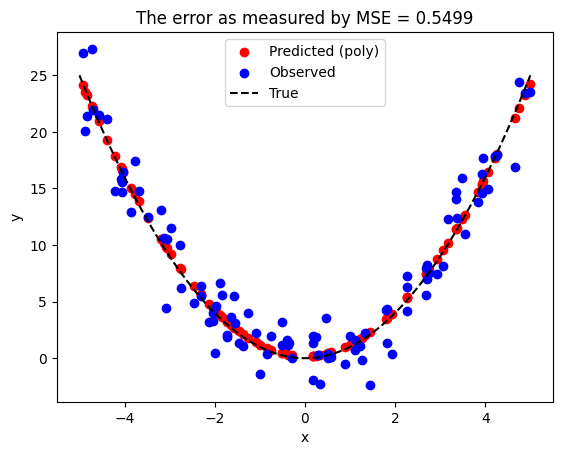 The error as measured by MSE = 0.5499
Predicted (poly)
Observed
True
25
20
15
10
5
0
y
−4
−2
0
2
4
x